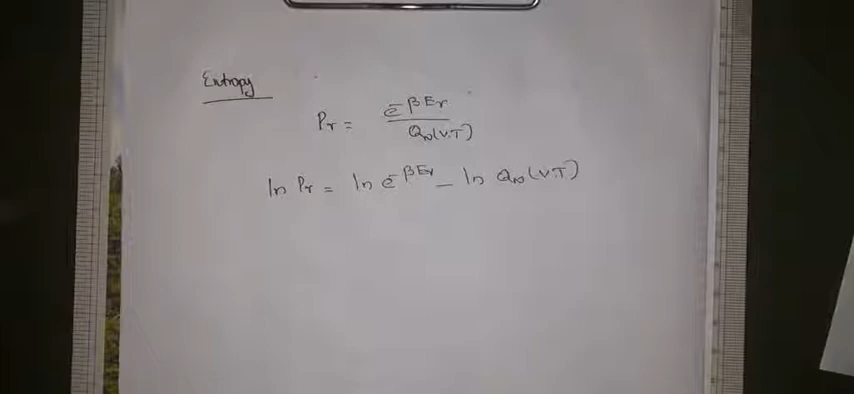 Entropy
Pr = e^-βEr / QN(V.T)
ln Pr = ln e^-βEr - ln QN(V.T)